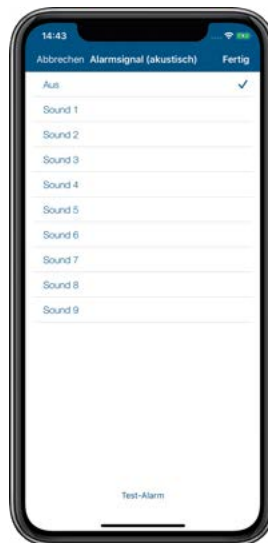 14:43
Abbrechen Alarmsignal (akustisch) Fertig
Aus
Sound 1
Sound 2
Sound 3
Sound 4
Sound 5
Sound 6
Sound 7
Sound 8
Sound 9
Test-Alarm